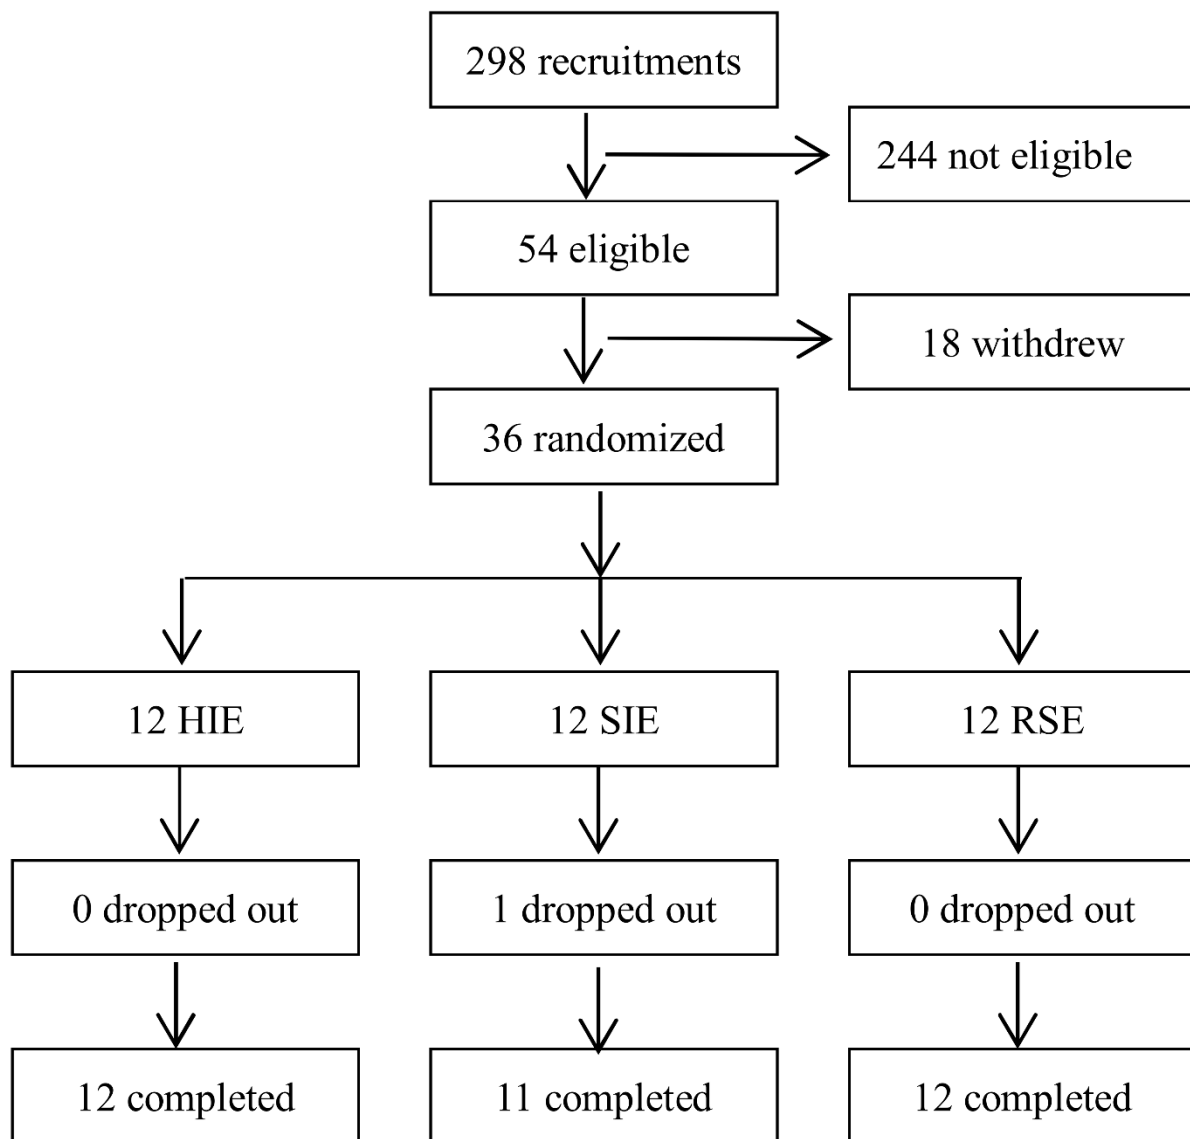 298 recruitments
244 not eligible
54 eligible
18 withdrew
36 randomized
12 HIE
12 SIE
12 RSE
0 dropped out
1 dropped out
0 dropped out
12 completed
11 completed
12 completed